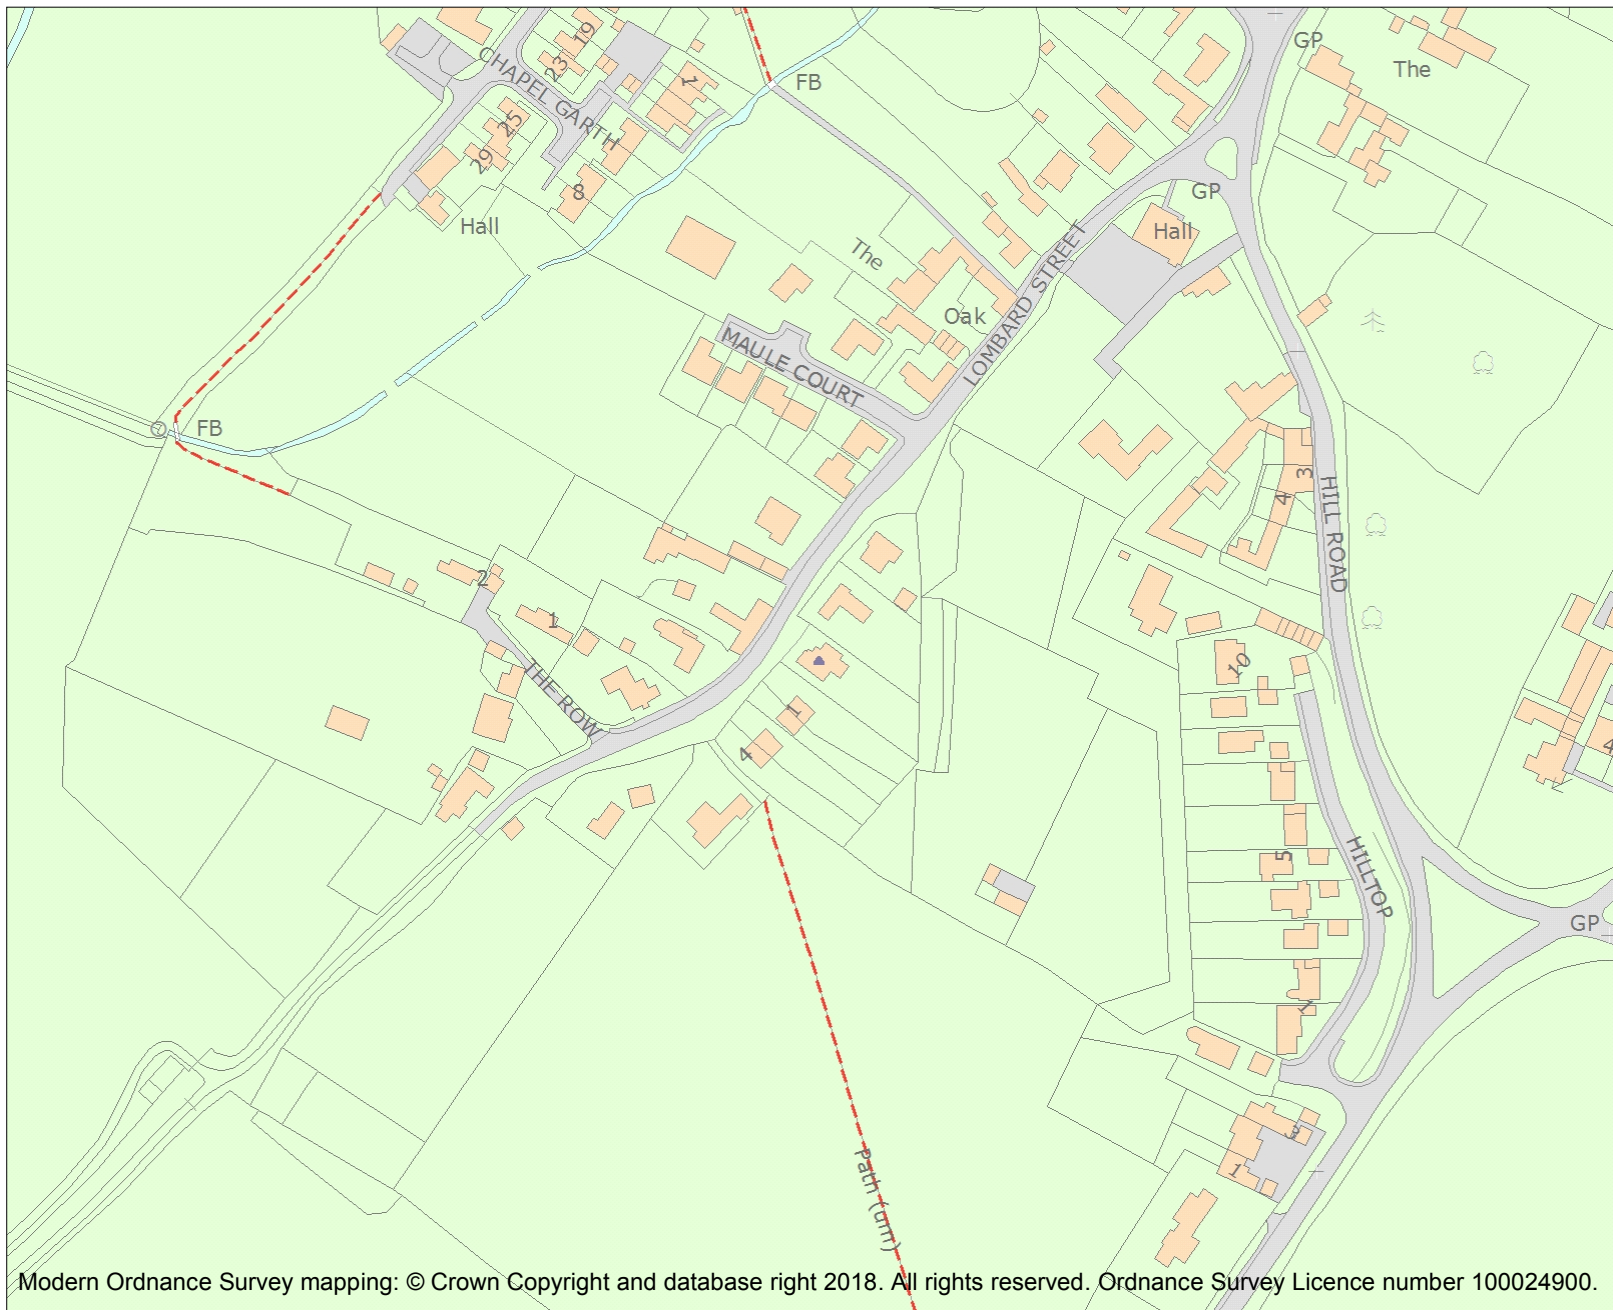 19
CHAPEL GARTH
23
1
FB
GP
The
25
29
8
Hall
GP
Hall
The
LOMBARD STREET
Oak
MAULE COURT
FB
3
4
HILL ROAD
2
1
THE ROW
10
1
4
4
HILLTOP
5
GP
1
3
1
Path (um)
Modern Ordnance Survey mapping: © Crown Copyright and database right 2018. All rights reserved. Ordnance Survey Licence number 100024900.